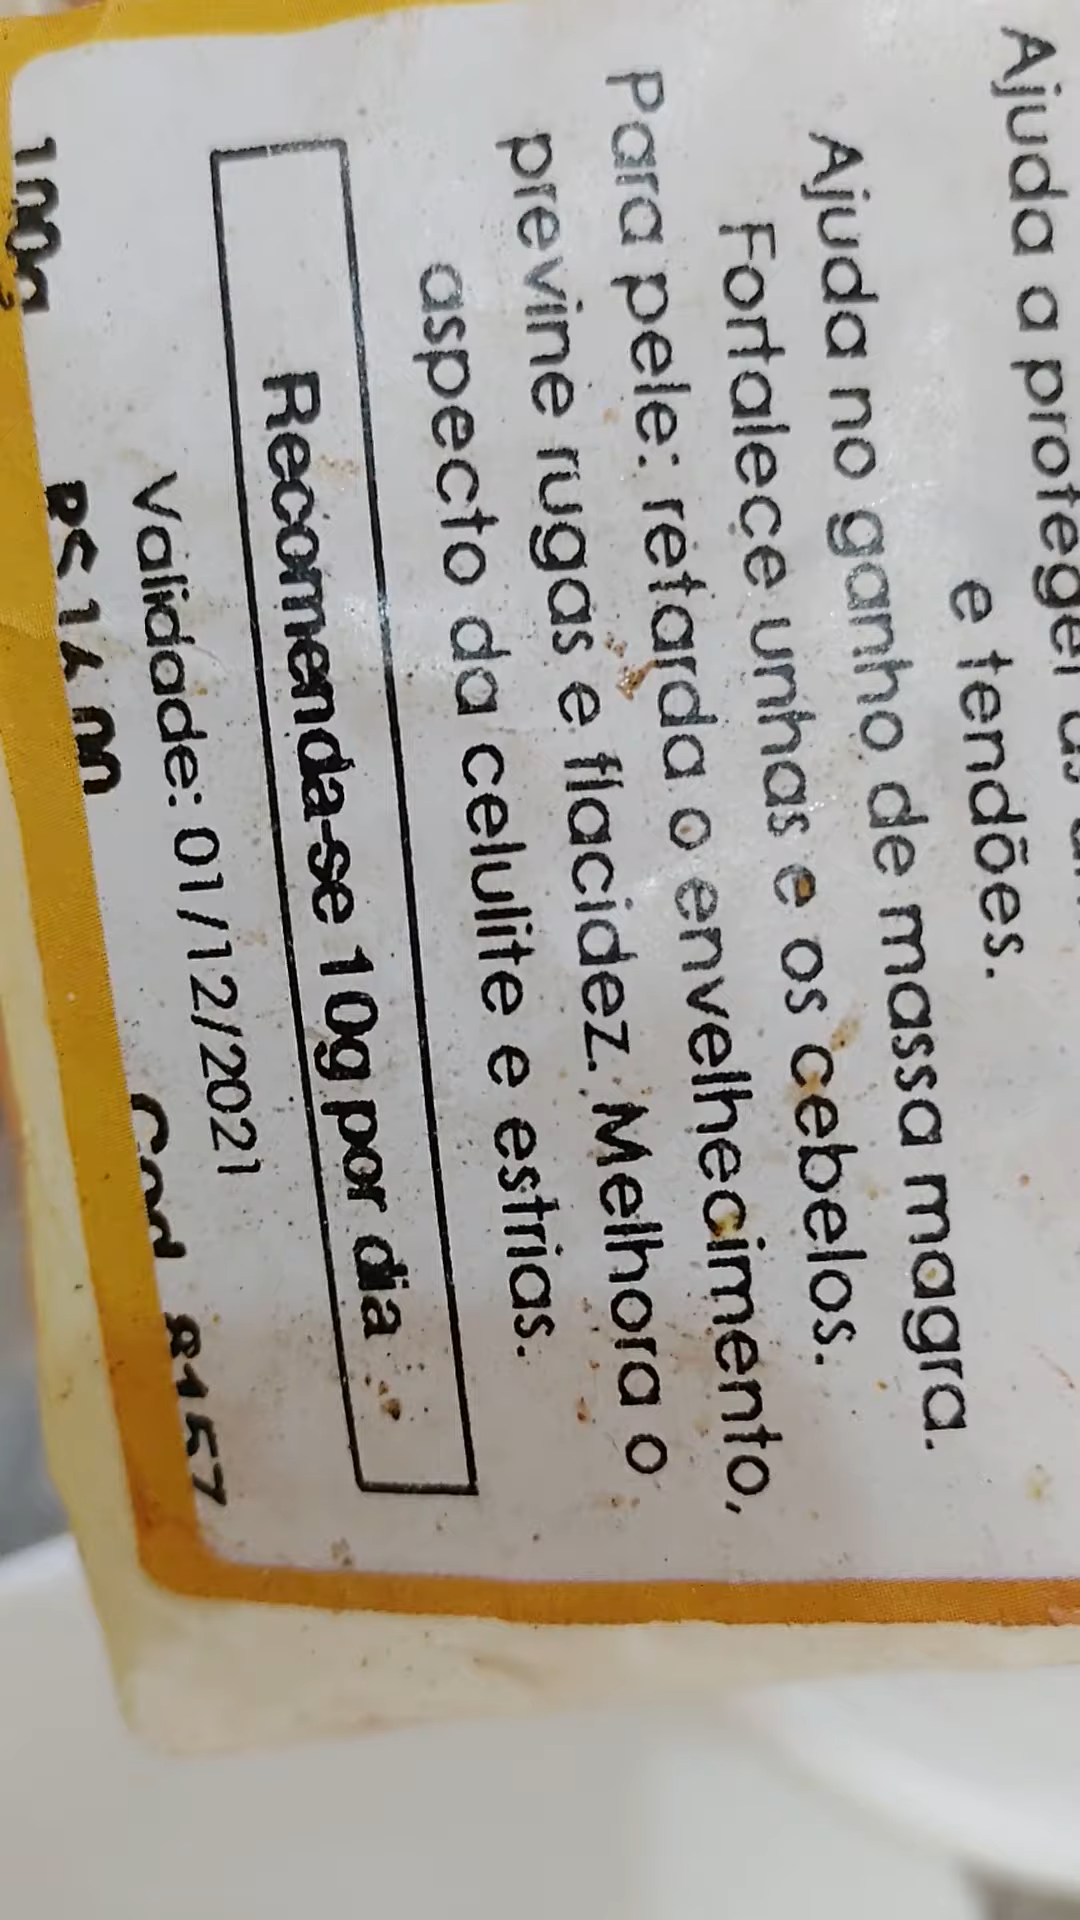 Ajuda a proteger as
e tendões.
Ajuda no ganho de massa magra.
Fortalece unhas e os cebelos.
Para pele: retarda o envelhecimento,
previne rugas e flacidez. Melhora o
aspecto da celulite e estrias.
Recomenda-se 10g por dia
Validade: 01/12/2021
100g R$ 14,00 Cod 8157